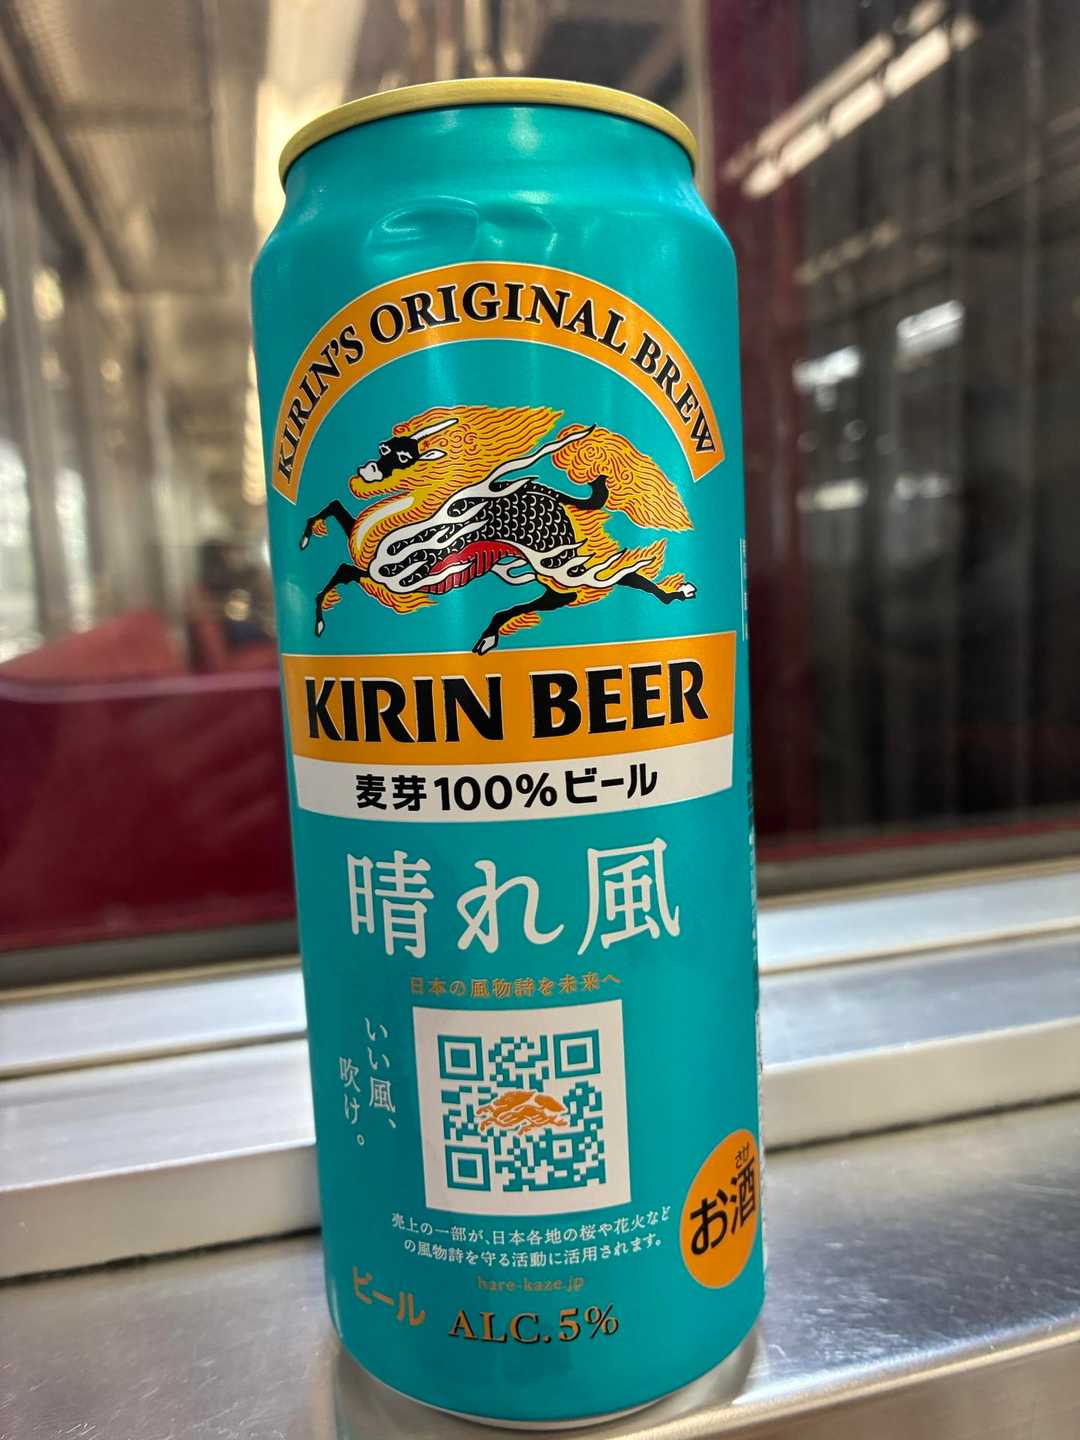 KIRIN'S ORIGINAL BREW
KIRIN BEER
麦芽100%ビール
晴れ風
日本の風物詩を未来へ
いい風、
吹け。
売上の一部が、日本各地の桜や花火など
の風物詩を守る活動に活用されます。
hare-kaze.jp
さけ
お酒
ビール
ALC.5%